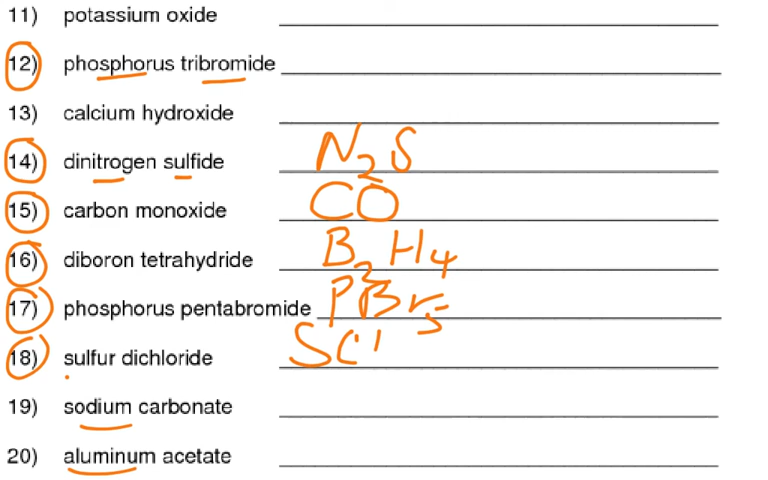 11) potassium oxide
12) phosphorus tribromide
13) calcium hydroxide
14) dinitrogen sulfide N₂S
15) carbon monoxide CO
16) diboron tetrahydride B₂H₄
17) phosphorus pentabromide PBr₅
18) sulfur dichloride SCl
19) sodium carbonate
20) aluminum acetate